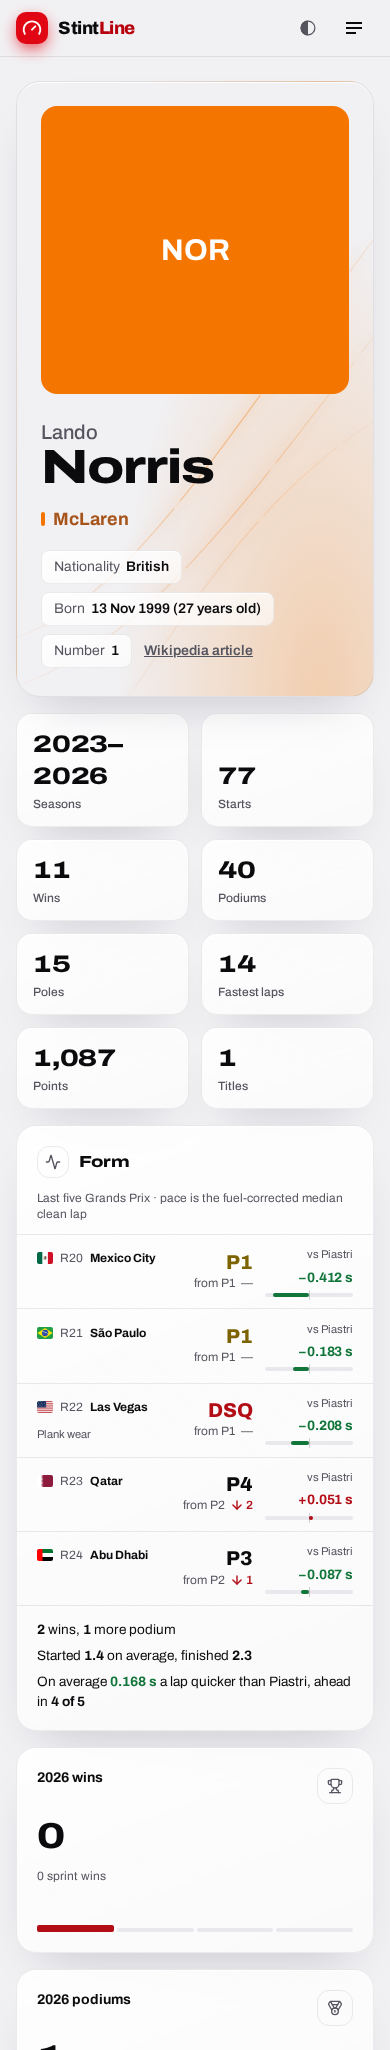 StintLine
NOR
Lando
Norris
McLaren
Nationality British
Born 13 Nov 1999 (27 years old)
Number 1 Wikipedia article
2023–
2026
Seasons
77
Starts
11
Wins
40
Podiums
15
Poles
14
Fastest laps
1,087
Points
1
Titles
Form
Last five Grands Prix · pace is the fuel-corrected median
clean lap
R20 Mexico City
P1
from P1 —
vs Piastri
−0.412 s
R21 São Paulo
P1
from P1 —
vs Piastri
−0.183 s
R22 Las Vegas
Plank wear
DSQ
from P1 —
vs Piastri
−0.208 s
R23 Qatar
P4
from P2 ↓ 2
vs Piastri
+0.051 s
R24 Abu Dhabi
P3
from P2 ↓ 1
vs Piastri
−0.087 s
2 wins, 1 more podium
Started 1.4 on average, finished 2.3
On average 0.168 s a lap quicker than Piastri, ahead
in 4 of 5
2026 wins
0
0 sprint wins
2026 podiums